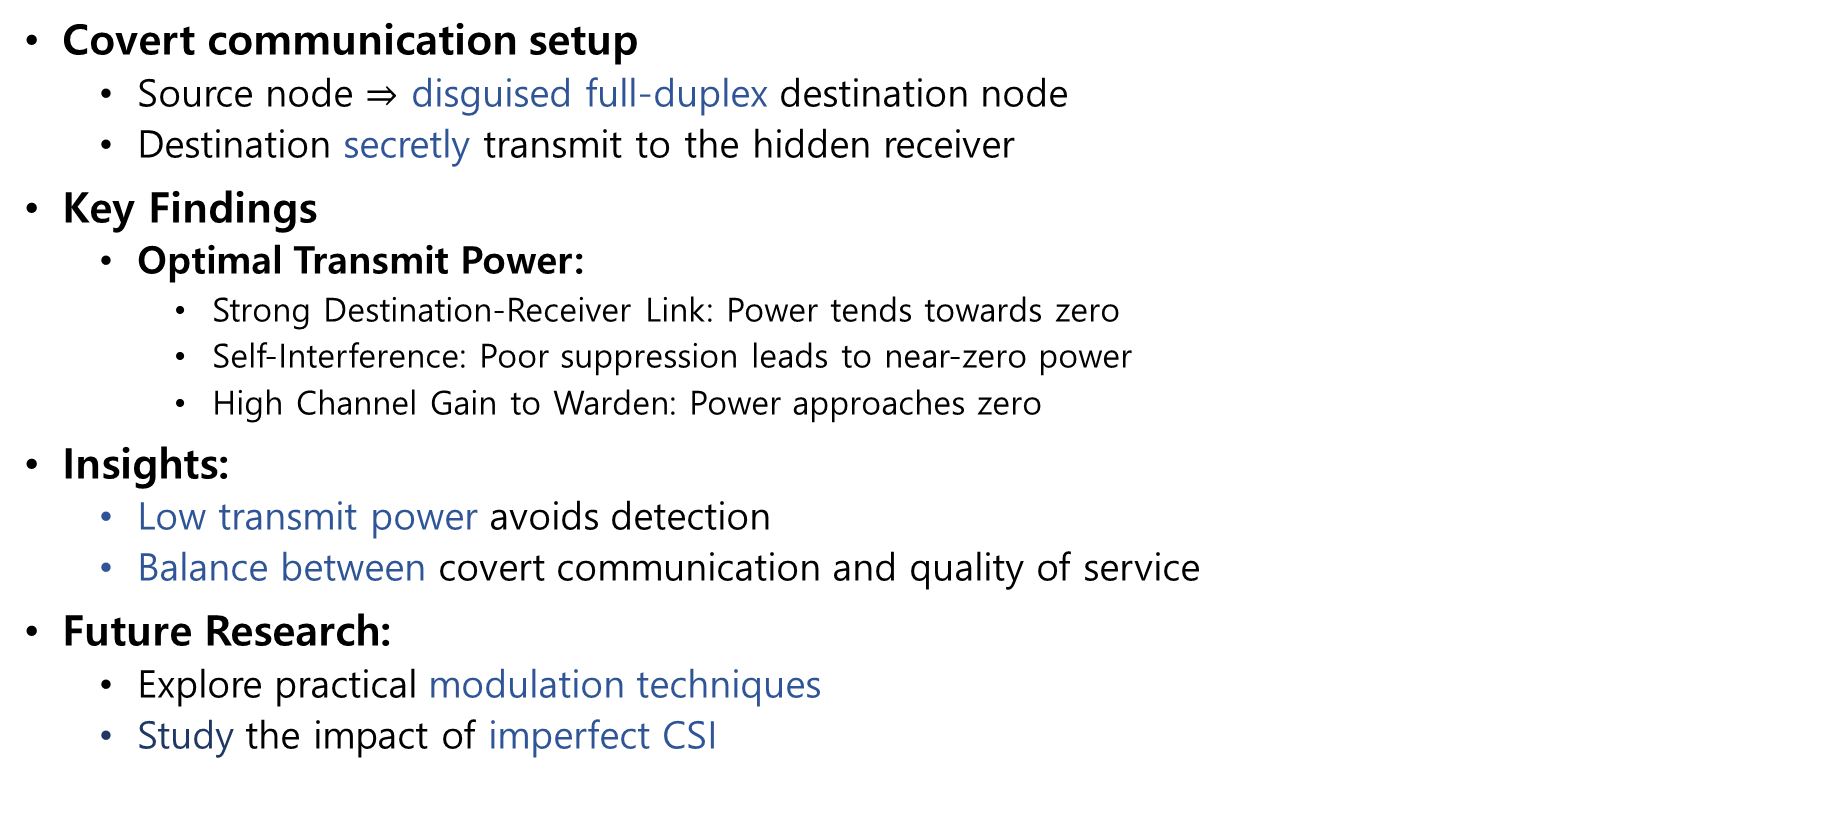 • Covert communication setup
• Source node ⇒ disguised full-duplex destination node
• Destination secretly transmit to the hidden receiver
• Key Findings
• Optimal Transmit Power:
• Strong Destination-Receiver Link: Power tends towards zero
• Self-Interference: Poor suppression leads to near-zero power
• High Channel Gain to Warden: Power approaches zero
• Insights:
• Low transmit power avoids detection
• Balance between covert communication and quality of service
• Future Research:
• Explore practical modulation techniques
• Study the impact of imperfect CSI